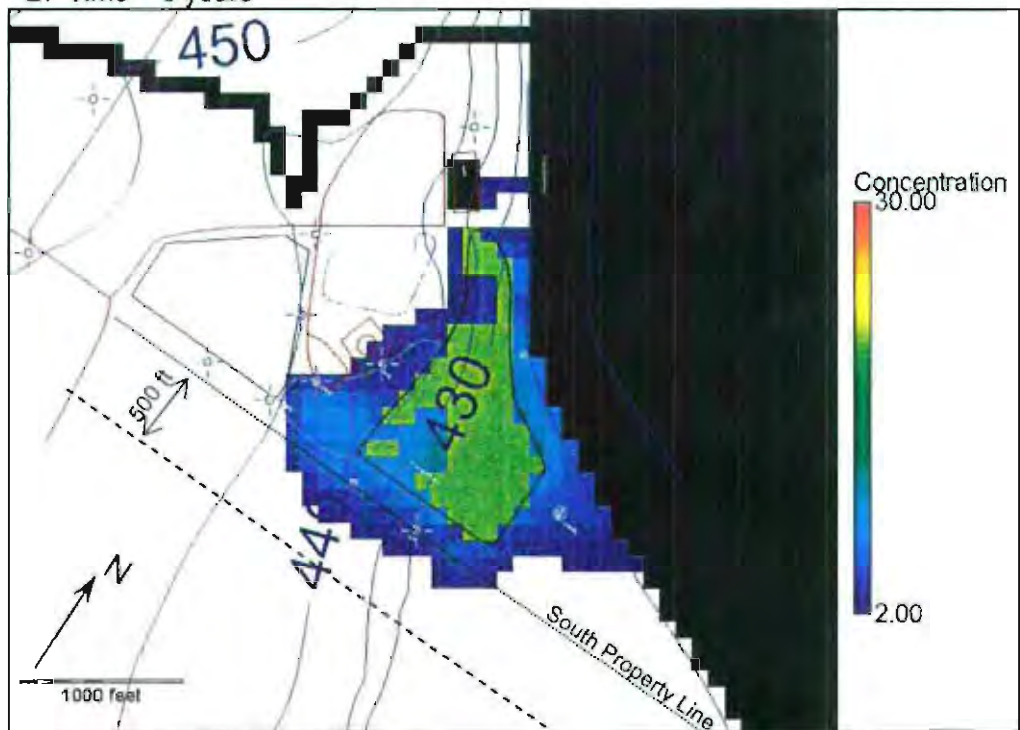 450
Concentration
30.00
430
500 ft
44
N
2.00
South Property Line
1000 feet